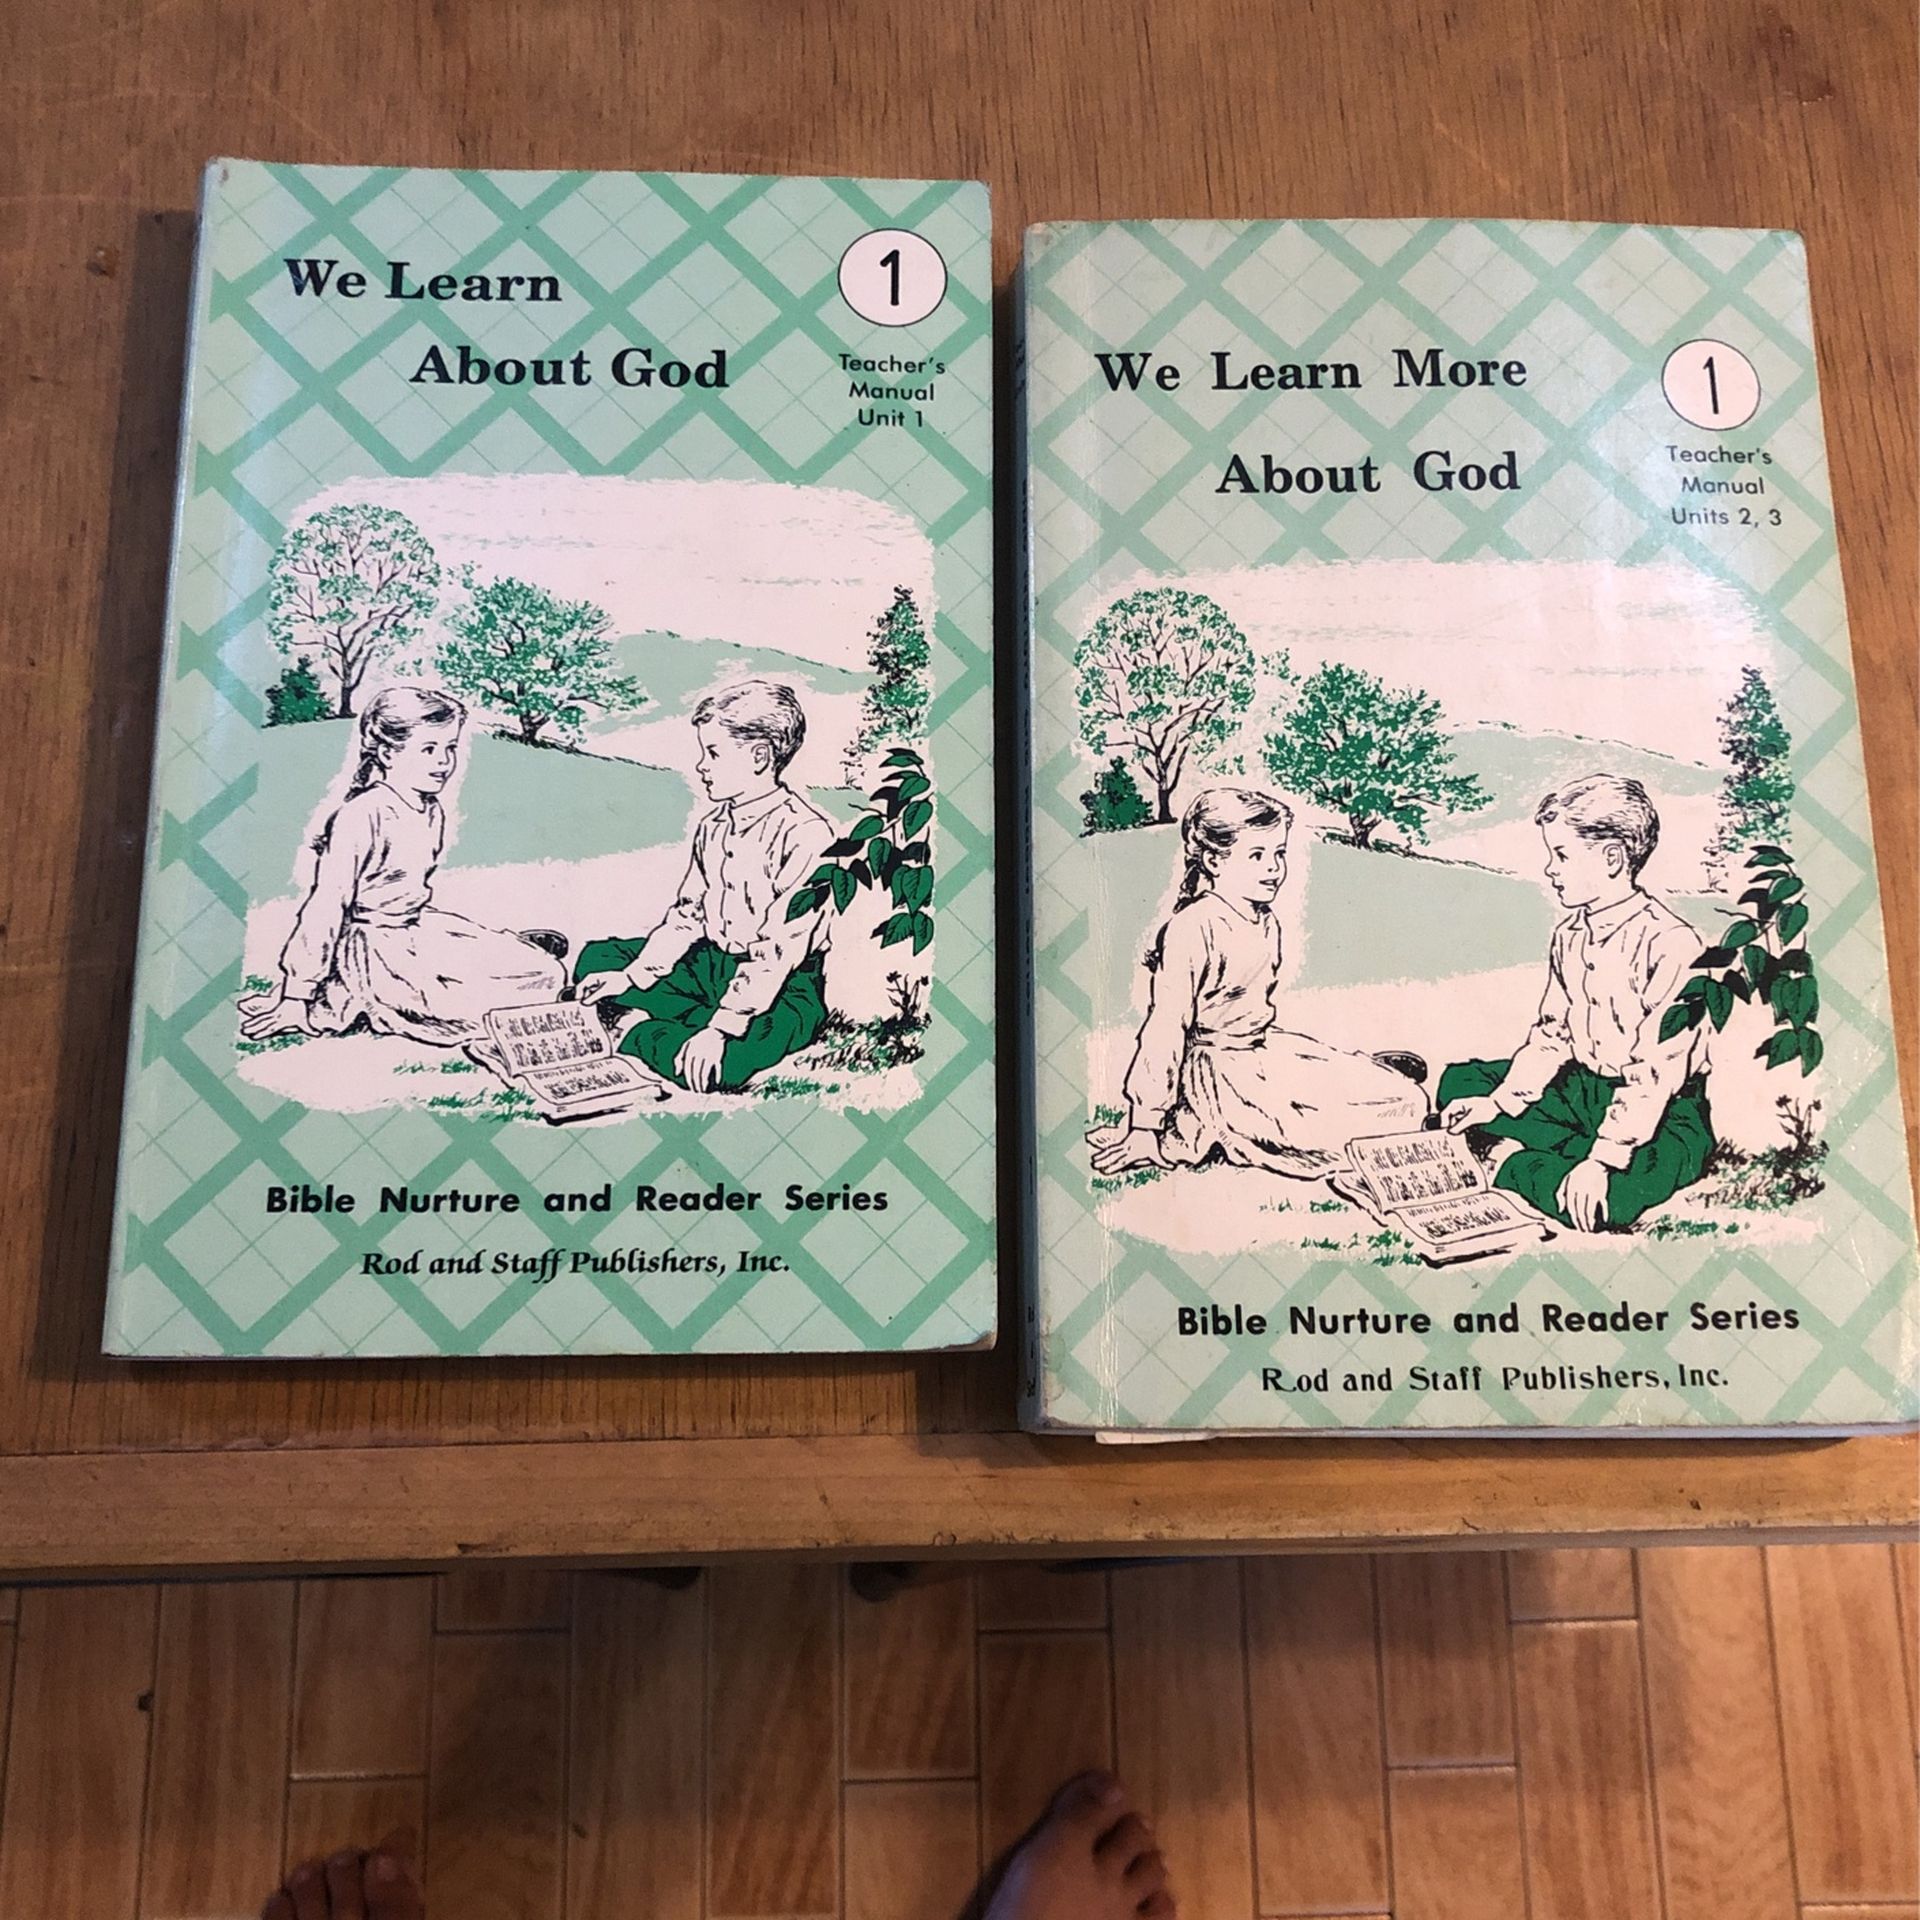 We Learn
About God
1
Teacher's
Manual
Unit 1
Bible Nurture and Reader Series
Rod and Staff Publishers, Inc.
We Learn More
About God
1
Teacher's
Manual
Units 2, 3
Bible Nurture and Reader Series
Rod and Staff Publishers, Inc.